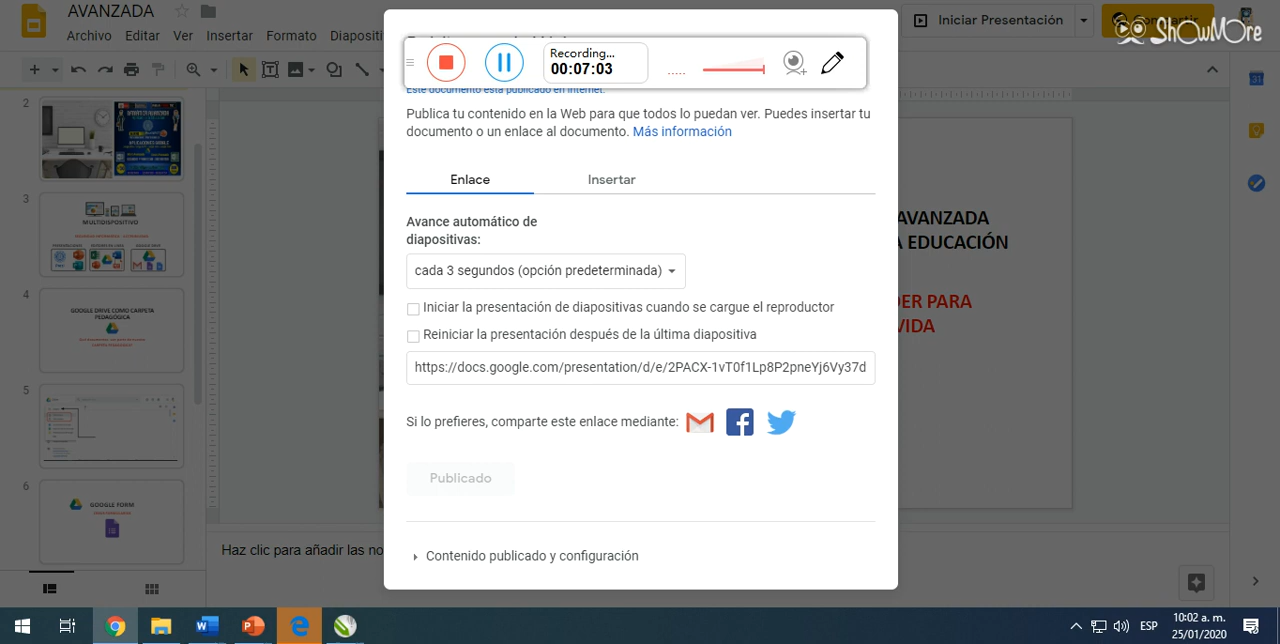 AVANZADA
Archivo Editar Ver Insertar Formato Diapositi
Iniciar Presentación
ShowMore
Recording...
00:07:03
Este documento está publicado en Internet.
Publica tu contenido en la Web para que todos lo puedan ver. Puedes insertar tu
documento o un enlace al documento. Más información
Enlace Insertar
Avance automático de
diapositivas:
cada 3 segundos (opción predeterminada)
Iniciar la presentación de diapositivas cuando se cargue el reproductor
Reiniciar la presentación después de la última diapositiva
https://docs.google.com/presentation/d/e/2PACX-1vT0f1Lp8P2pneYj6Vy37d
Si lo prefieres, comparte este enlace mediante:
Publicado
Contenido publicado y configuración
2
3
MULTIDISPOSITIVO
4
GOOGLE DRIVE COMO CARPETA
PEDAGÓGICA
5
6
GOOGLE FORM
AVANZADA
A EDUCACIÓN
ER PARA
VIDA
Haz clic para añadir las no
31
ESP
10:02 a. m.
25/01/2020